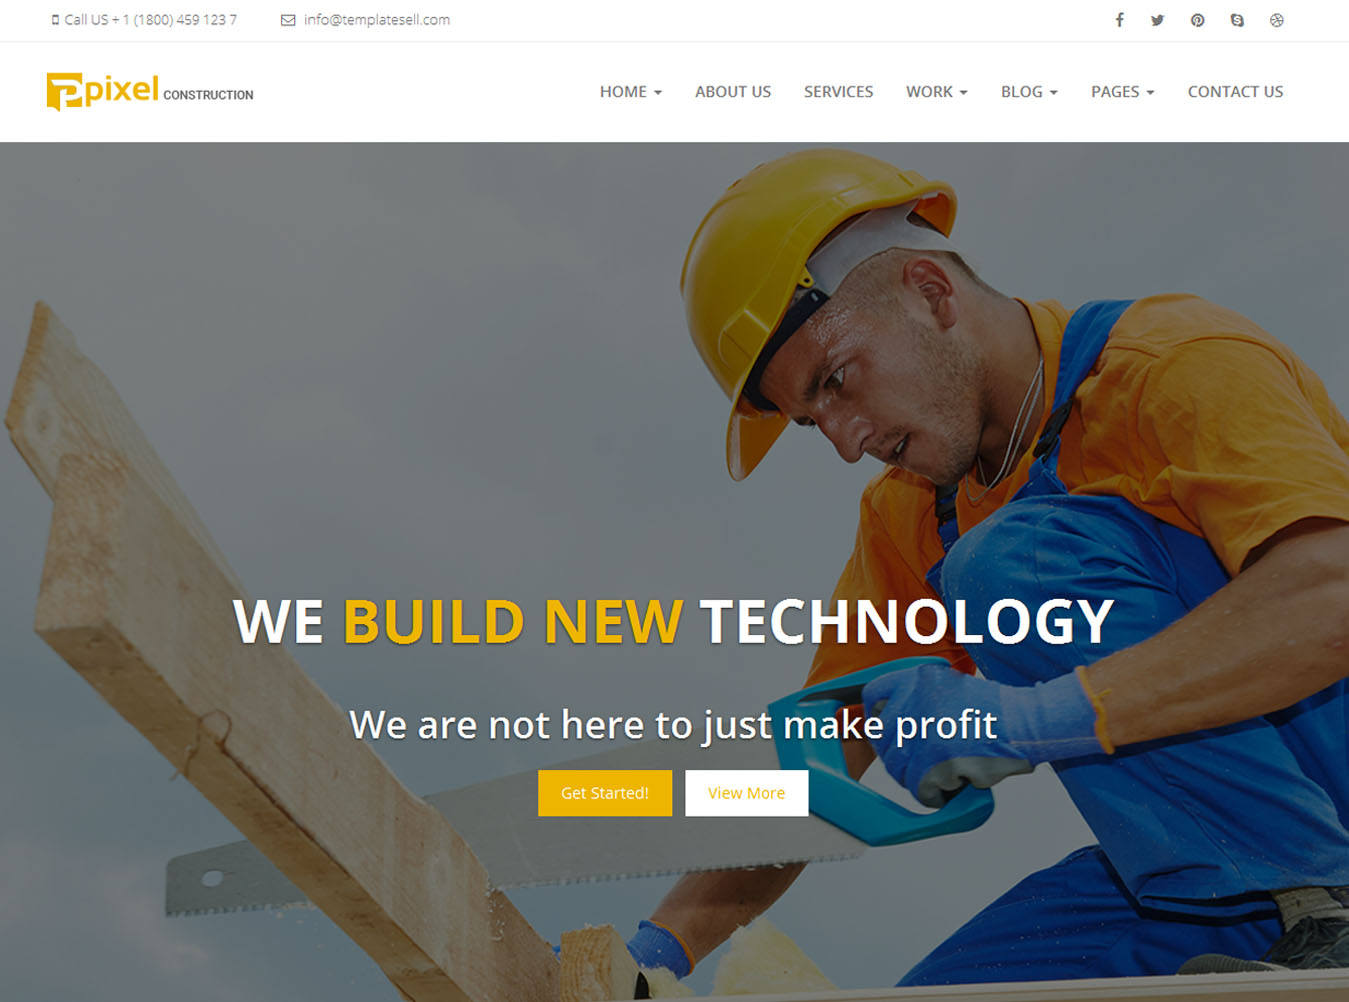 Call US + 1 (1800) 459 123 7
info@templatesell.com
pixel CONSTRUCTION
HOME
ABOUT US
SERVICES
WORK
BLOG
PAGES
CONTACT US
WE BUILD NEW TECHNOLOGY
We are not here to just make profit
Get Started!
View More